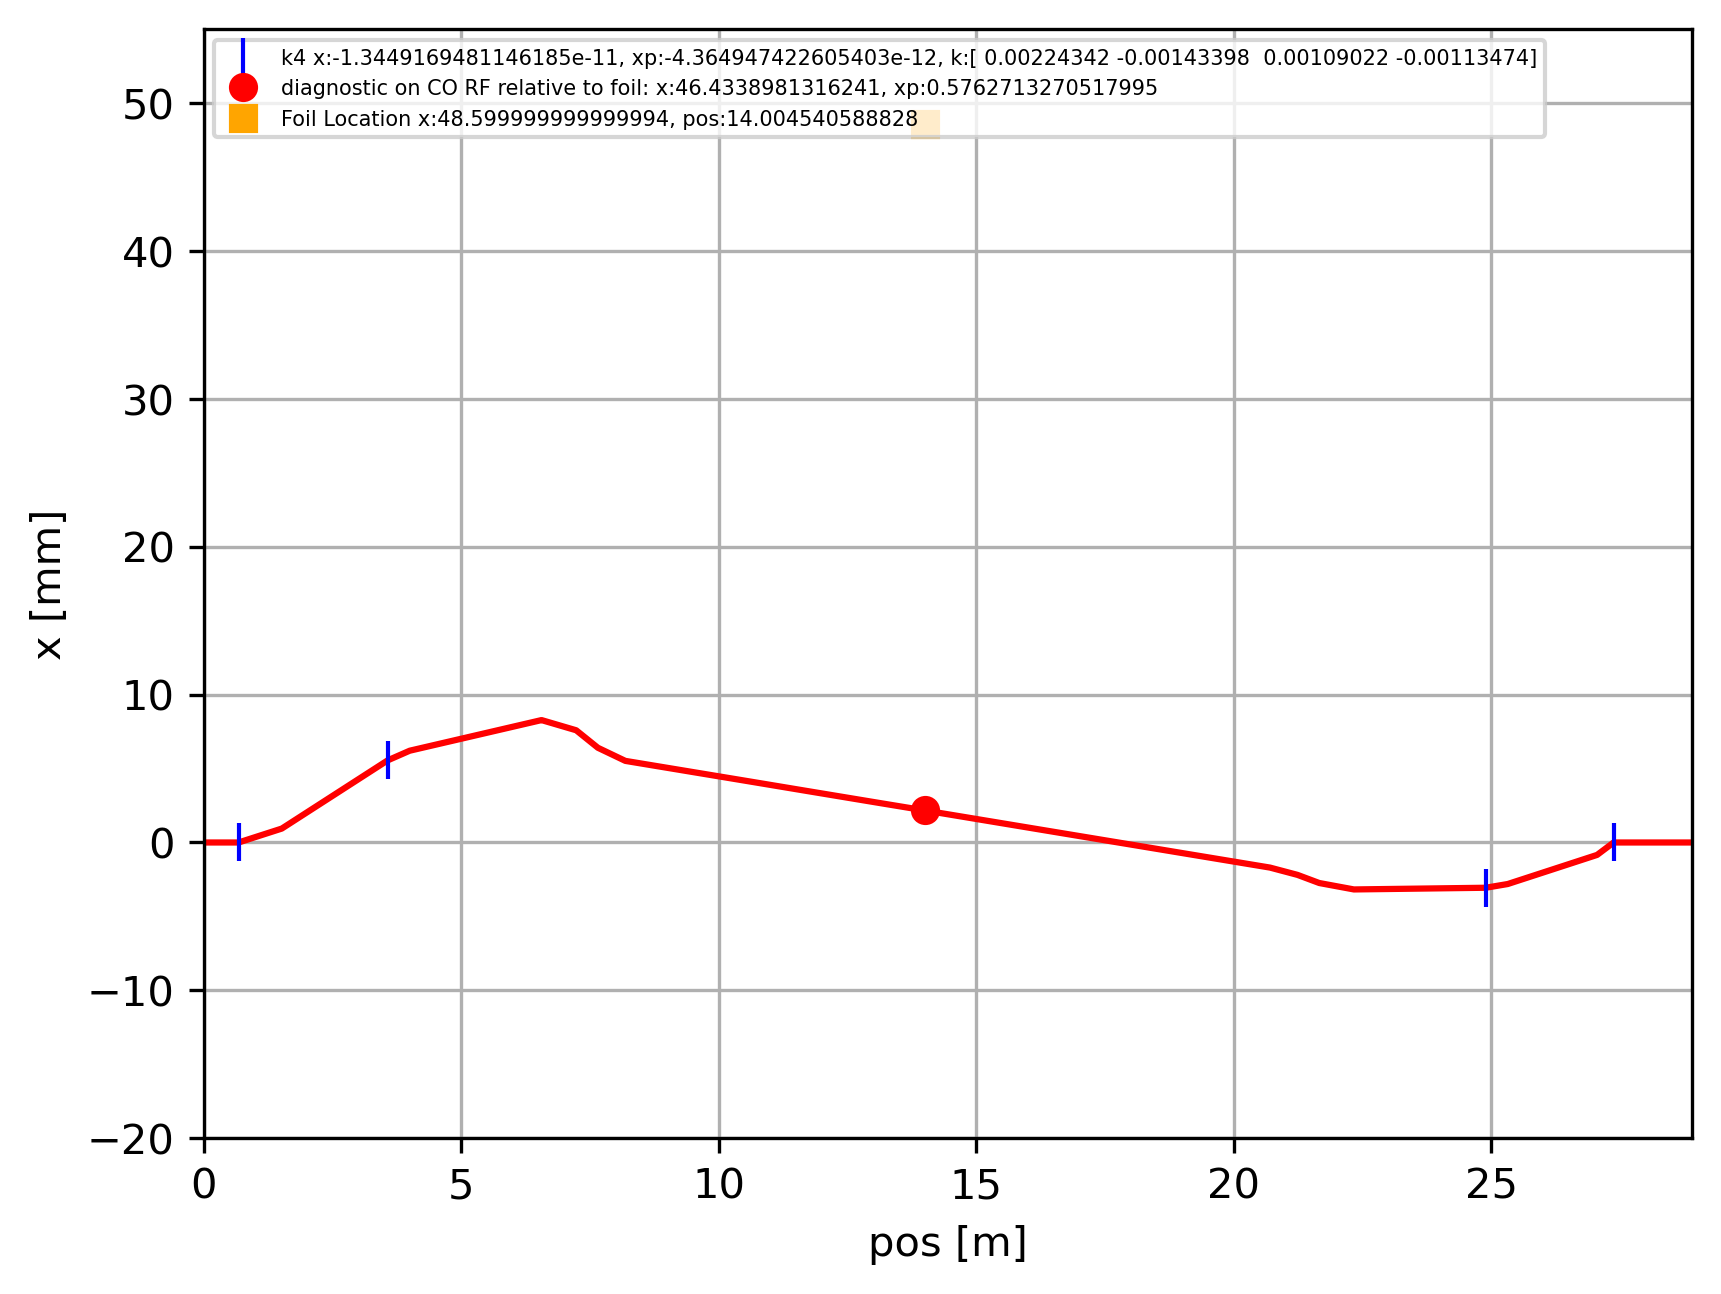 k4 x:-1.3449169481146185e-11, xp:-4.364947422605403e-12, k:[ 0.00224342 -0.00143398  0.00109022 -0.00113474]
diagnostic on CO RF relative to foil: x:46.4338981316241, xp:0.5762713270517995
Foil Location x:48.599999999999994, pos:14.004540588828
50
40
30
20
10
0
−10
−20
x [mm]
0 5 10 15 20 25
pos [m]